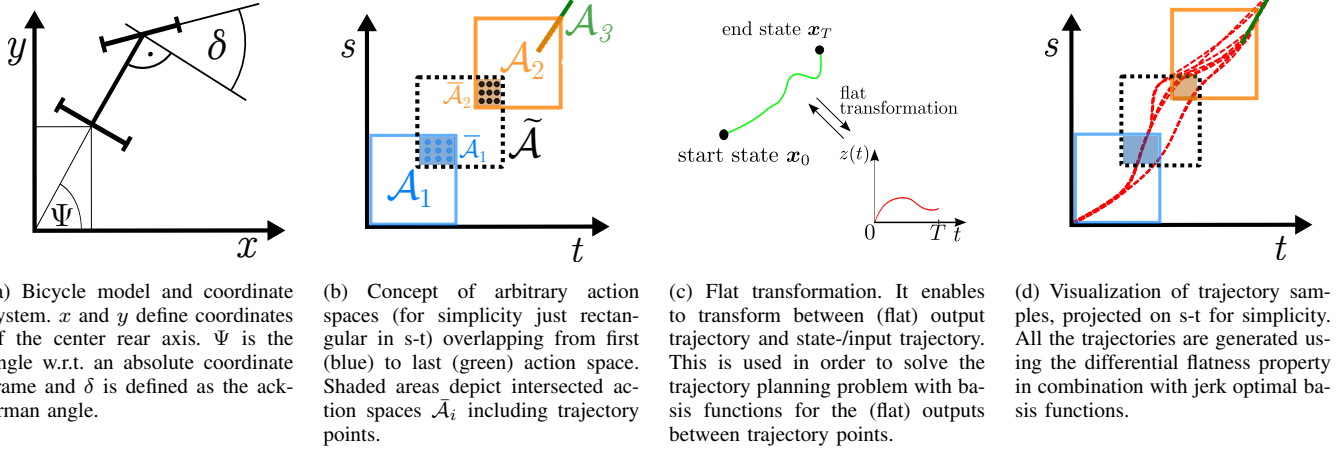 y
δ
Ψ
x
s
𝒜₃
𝒜₂
𝒜̄₂
𝒜̃
𝒜̄₁
𝒜₁
t
end state 𝒙_T
flat
transformation
start state 𝒙₀
z(t)
0
T
t
s
t
a) Bicycle model and coordinate
ystem. x and y define coordinates
f the center rear axis. Ψ is the
ngle w.r.t. an absolute coordinate
rame and δ is defined as the ack-
rman angle.
(b) Concept of arbitrary action
spaces (for simplicity just rectan-
gular in s-t) overlapping from first
(blue) to last (green) action space.
Shaded areas depict intersected ac-
tion spaces 𝒜̄ᵢ including trajectory
points.
(c) Flat transformation. It enables
to transform between (flat) output
trajectory and state-/input trajectory.
This is used in order to solve the
trajectory planning problem with ba-
sis functions for the (flat) outputs
between trajectory points.
(d) Visualization of trajectory sam-
ples, projected on s-t for simplicity.
All the trajectories are generated us-
ing the differential flatness property
in combination with jerk optimal ba-
sis functions.